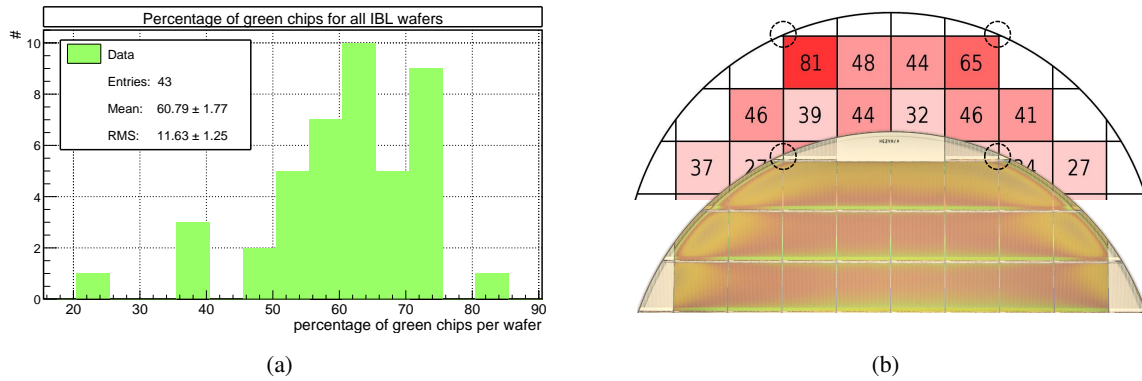 Percentage of green chips for all IBL wafers
#
10
8
6
4
2
0
Data
Entries: 43
Mean: 60.79 ± 1.77
RMS: 11.63 ± 1.25
20 30 40 50 60 70 80 90
percentage of green chips per wafer
(a)
81 48 44 65
46 39 44 32 46 41
37 27
(b)